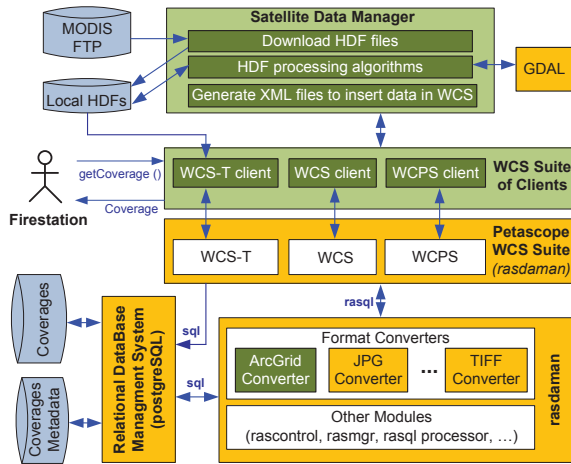 Satellite Data Manager
MODIS
FTP
Download HDF files
HDF processing algorithms
GDAL
Local HDFs
Generate XML files to insert data in WCS
getCoverage ()
Coverage
Firestation
WCS-T client
WCS client
WCPS client
WCS Suite
of Clients
WCS-T
WCS
WCPS
Petascope
WCS Suite
(rasdaman)
sql
rasql
Coverages
Coverages
Metadata
Relational DataBase
Managment System
(postgreSQL)
sql
Format Converters
ArcGrid
Converter
JPG
Converter
...
TIFF
Converter
Other Modules
(rascontrol, rasmgr, rasql processor, …)
rasdaman